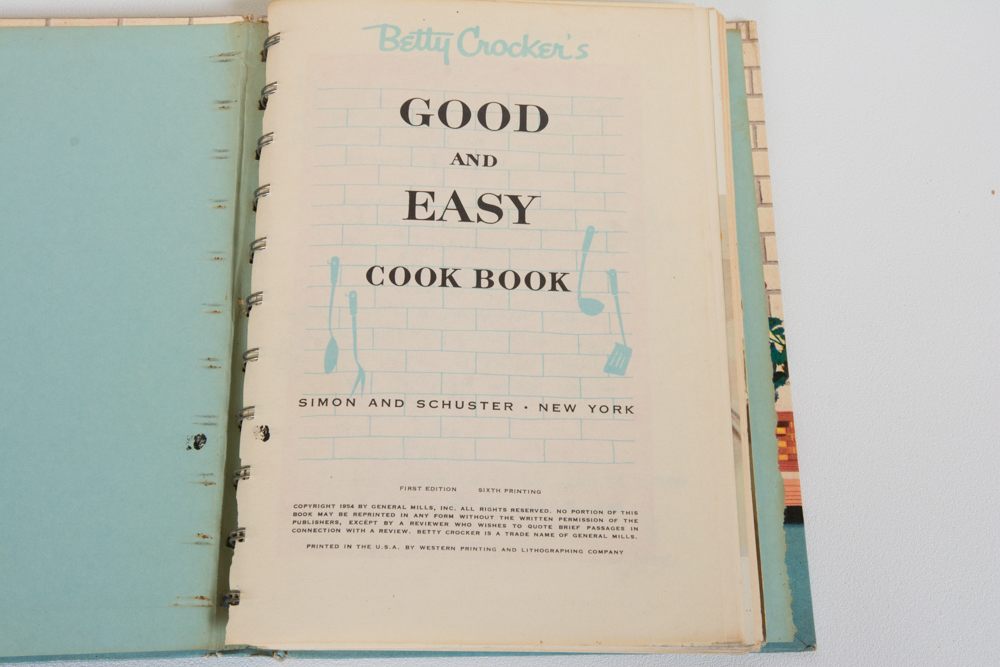 Betty Crocker's
GOOD
AND
EASY
COOK BOOK
SIMON AND SCHUSTER · NEW YORK
FIRST EDITION SIXTH PRINTING
COPYRIGHT 1954 BY GENERAL MILLS, INC. ALL RIGHTS RESERVED. NO PORTION OF THIS
BOOK MAY BE REPRINTED IN ANY FORM WITHOUT THE WRITTEN PERMISSION OF THE
PUBLISHERS, EXCEPT BY A REVIEWER WHO WISHES TO QUOTE BRIEF PASSAGES IN
CONNECTION WITH A REVIEW. BETTY CROCKER IS A TRADE NAME OF GENERAL MILLS.
PRINTED IN THE U.S.A. BY WESTERN PRINTING AND LITHOGRAPHING COMPANY